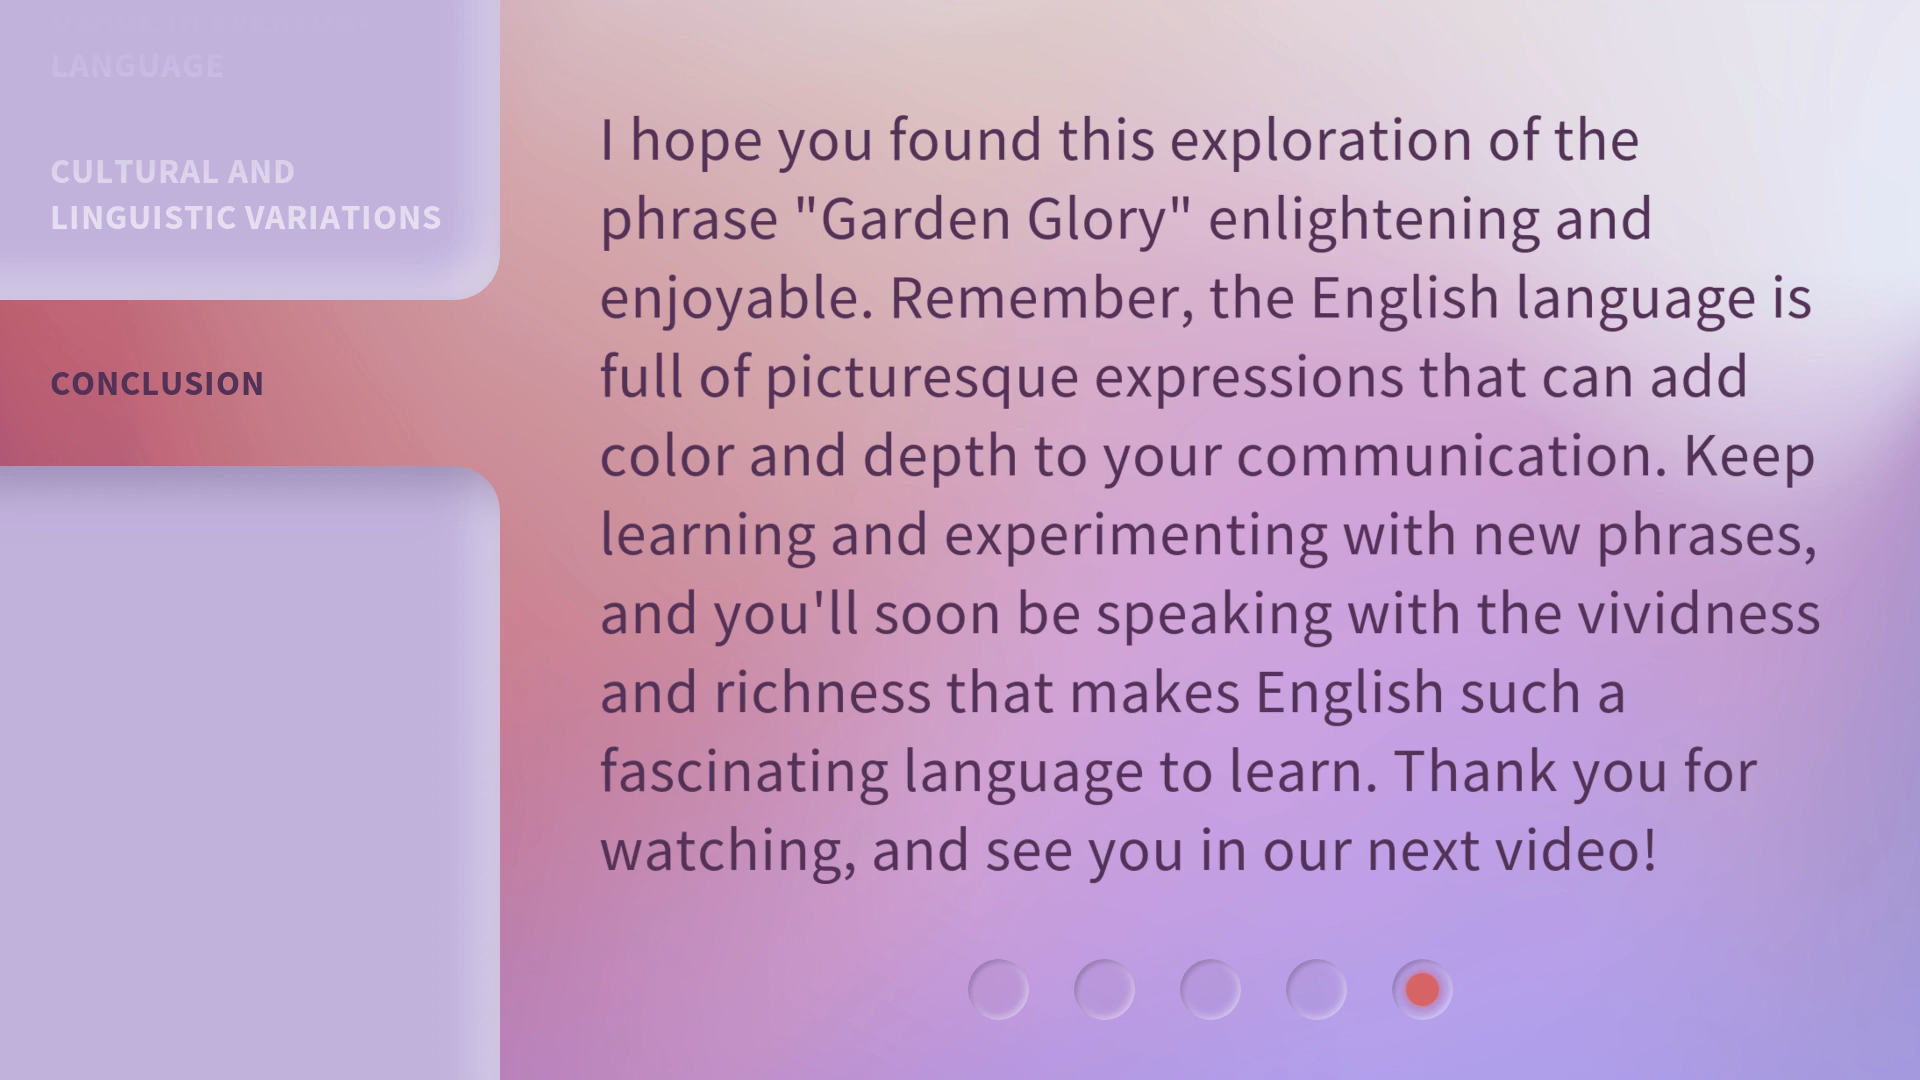 LANGUAGE
CULTURAL AND
LINGUISTIC VARIATIONS
CONCLUSION
I hope you found this exploration of the
phrase "Garden Glory" enlightening and
enjoyable. Remember, the English language is
full of picturesque expressions that can add
color and depth to your communication. Keep
learning and experimenting with new phrases,
and you'll soon be speaking with the vividness
and richness that makes English such a
fascinating language to learn. Thank you for
watching, and see you in our next video!